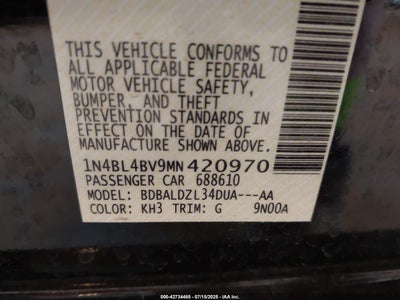 THIS VEHICLE CONFORMS TO
ALL APPLICABLE FEDERAL
MOTOR VEHICLE SAFETY,
BUMPER, AND THEFT
PREVENTION STANDARDS IN
EFFECT ON THE DATE OF
MANUFACTURE SHOWN ABOVE.
1N4BL4BV9MN420970
PASSENGER CAR 688610
MODEL: BDBALDZL34DUA---AA
COLOR: KH3 TRIM: G 9N00A
000-42734465 - 07/15/2025 - IAA, Inc.